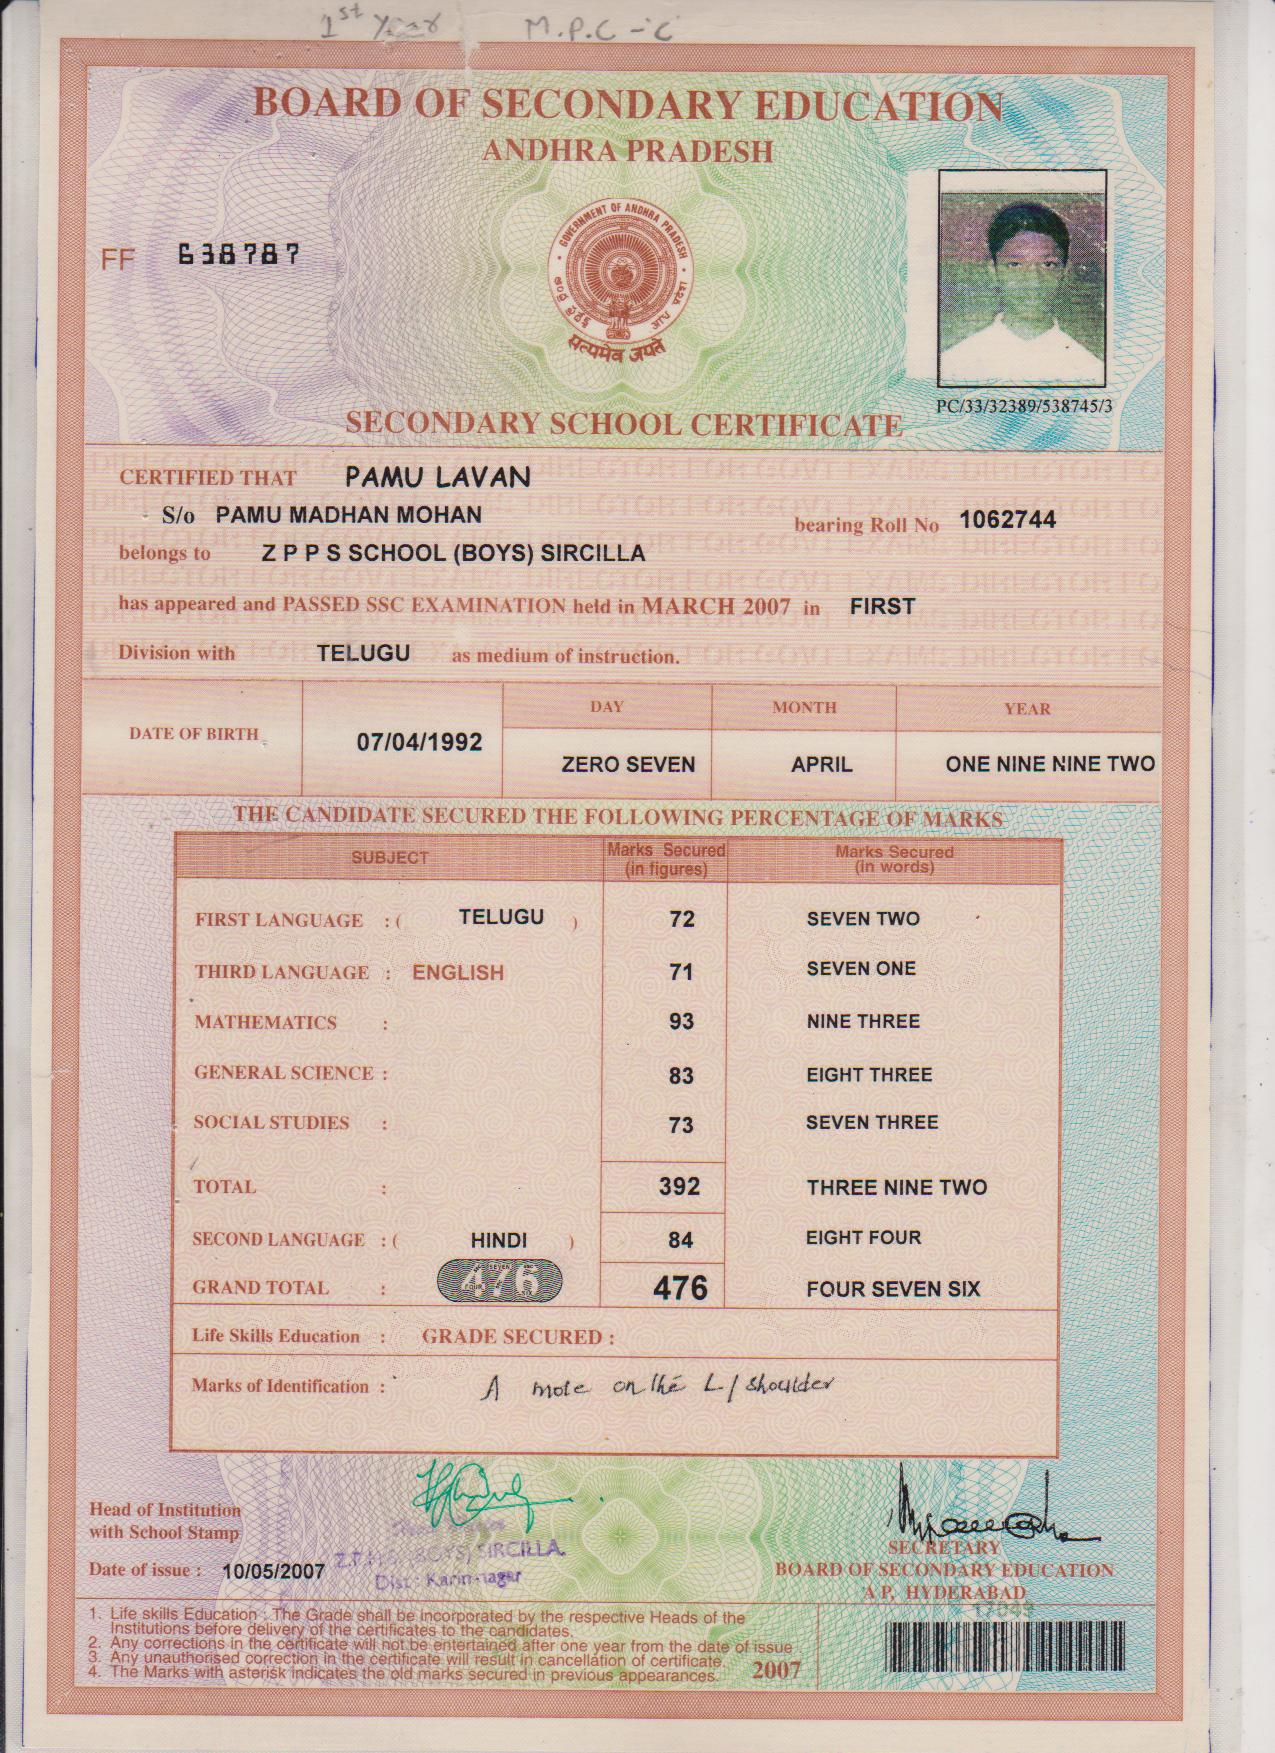 1st Year M.P.C - 'C'
BOARD OF SECONDARY EDUCATION
ANDHRA PRADESH
GOVERNMENT OF ANDHRA PRADESH
सत्यमेव जयते
FF 638787
PC/33/32389/538745/3
SECONDARY SCHOOL CERTIFICATE
CERTIFIED THAT PAMU LAVAN
S/o PAMU MADHAN MOHAN
bearing Roll No 1062744
belongs to Z P P S SCHOOL (BOYS) SIRCILLA
has appeared and PASSED SSC EXAMINATION held in MARCH 2007 in FIRST
Division with TELUGU as medium of instruction.
DATE OF BIRTH 07/04/1992
DAY MONTH YEAR
ZERO SEVEN APRIL ONE NINE NINE TWO
THE CANDIDATE SECURED THE FOLLOWING PERCENTAGE OF MARKS
SUBJECT Marks Secured (in figures) Marks Secured (in words)
FIRST LANGUAGE : ( TELUGU ) 72 SEVEN TWO
THIRD LANGUAGE : ENGLISH 71 SEVEN ONE
MATHEMATICS : 93 NINE THREE
GENERAL SCIENCE : 83 EIGHT THREE
SOCIAL STUDIES : 73 SEVEN THREE
TOTAL : 392 THREE NINE TWO
SECOND LANGUAGE : ( HINDI ) 84 EIGHT FOUR
GRAND TOTAL : 476 476 FOUR SEVEN SIX
Life Skills Education : GRADE SECURED :
Marks of Identification : A mole on the L/shoulder
Head of Institution
with School Stamp
(BOYS) SIRCILLA.
Dist: Karimnagar
Date of issue : 10/05/2007
SECRETARY
BOARD OF SECONDARY EDUCATION
A P, HYDERABAD
1. Life skills Education : The Grade shall be incorporated by the respective Heads of the
Institutions before delivery of the certificates to the candidates.
2. Any corrections in the certificate will not be entertained after one year from the date of issue
3. Any unauthorised correction in the certificate will result in cancellation of certificate.
4. The Marks with asterisk indicates the old marks secured in previous appearances.
2007